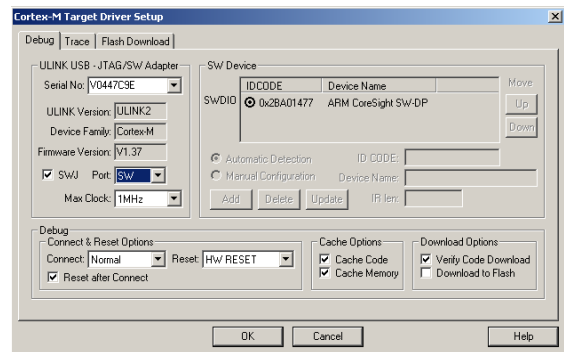 Cortex-M Target Driver Setup
Debug Trace Flash Download
ULINK USB - JTAG/SW Adapter
Serial No: V0447C9E
ULINK Version: ULINK2
Device Family: Cortex-M
Firmware Version: V1.37
SWJ Port: SW
Max Clock: 1MHz
SW Device
IDCODE Device Name Move
SWDIO 0x2BA01477 ARM CoreSight SW-DP Up
Down
Automatic Detection ID CODE:
Manual Configuration Device Name:
Add Delete Update IR len:
Debug
Connect & Reset Options
Connect: Normal Reset: HW RESET
Reset after Connect
Cache Options
Cache Code
Cache Memory
Download Options
Verify Code Download
Download to Flash
OK Cancel Help